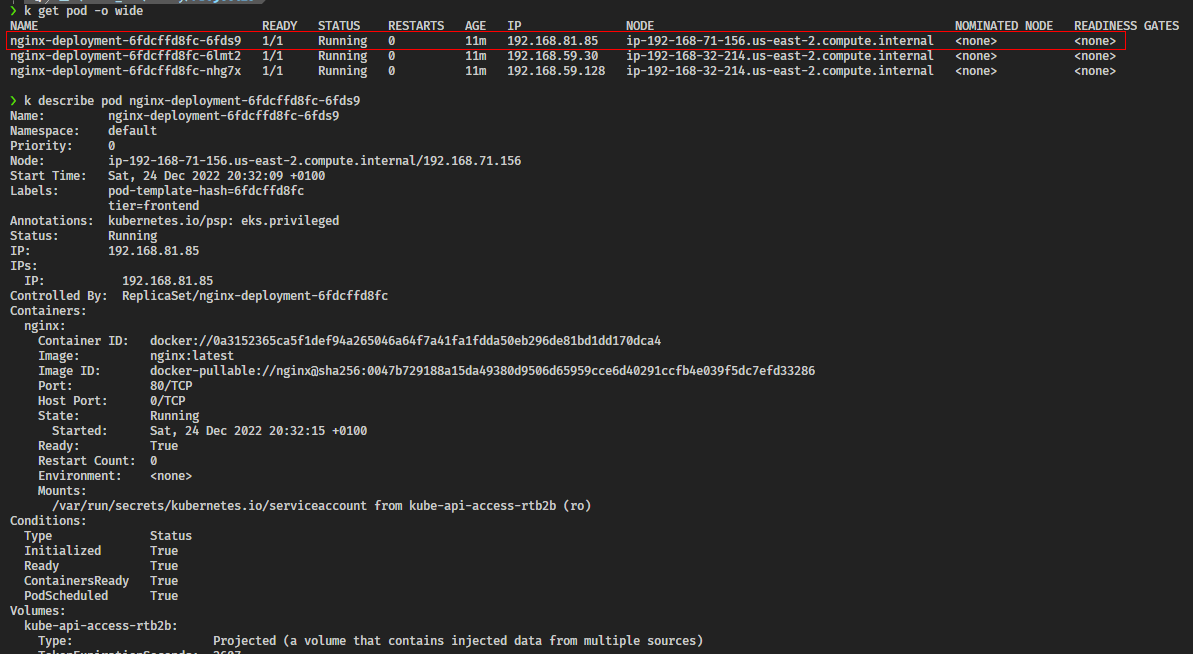 ❯ k get pod -o wide
NAME READY STATUS RESTARTS AGE IP NODE NOMINATED NODE READINESS GATES
nginx-deployment-6fdcffd8fc-6fds9 1/1 Running 0 11m 192.168.81.85 ip-192-168-71-156.us-east-2.compute.internal <none> <none>
nginx-deployment-6fdcffd8fc-6lmt2 1/1 Running 0 11m 192.168.59.30 ip-192-168-32-214.us-east-2.compute.internal <none> <none>
nginx-deployment-6fdcffd8fc-nhg7x 1/1 Running 0 11m 192.168.59.128 ip-192-168-32-214.us-east-2.compute.internal <none> <none>
❯ k describe pod nginx-deployment-6fdcffd8fc-6fds9
Name: nginx-deployment-6fdcffd8fc-6fds9
Namespace: default
Priority: 0
Node: ip-192-168-71-156.us-east-2.compute.internal/192.168.71.156
Start Time: Sat, 24 Dec 2022 20:32:09 +0100
Labels: pod-template-hash=6fdcffd8fc
tier=frontend
Annotations: kubernetes.io/psp: eks.privileged
Status: Running
IP: 192.168.81.85
IPs:
IP: 192.168.81.85
Controlled By: ReplicaSet/nginx-deployment-6fdcffd8fc
Containers:
nginx:
Container ID: docker://0a3152365ca5f1def94a265046a64f7a41fa1fdda50eb296de81bd1dd170dca4
Image: nginx:latest
Image ID: docker-pullable://nginx@sha256:0047b729188a15da49380d9506d65959cce6d40291ccfb4e039f5dc7efd33286
Port: 80/TCP
Host Port: 0/TCP
State: Running
Started: Sat, 24 Dec 2022 20:32:15 +0100
Ready: True
Restart Count: 0
Environment: <none>
Mounts:
/var/run/secrets/kubernetes.io/serviceaccount from kube-api-access-rtb2b (ro)
Conditions:
Type Status
Initialized True
Ready True
ContainersReady True
PodScheduled True
Volumes:
kube-api-access-rtb2b:
Type: Projected (a volume that contains injected data from multiple sources)
TokenExpirationSeconds: 3607